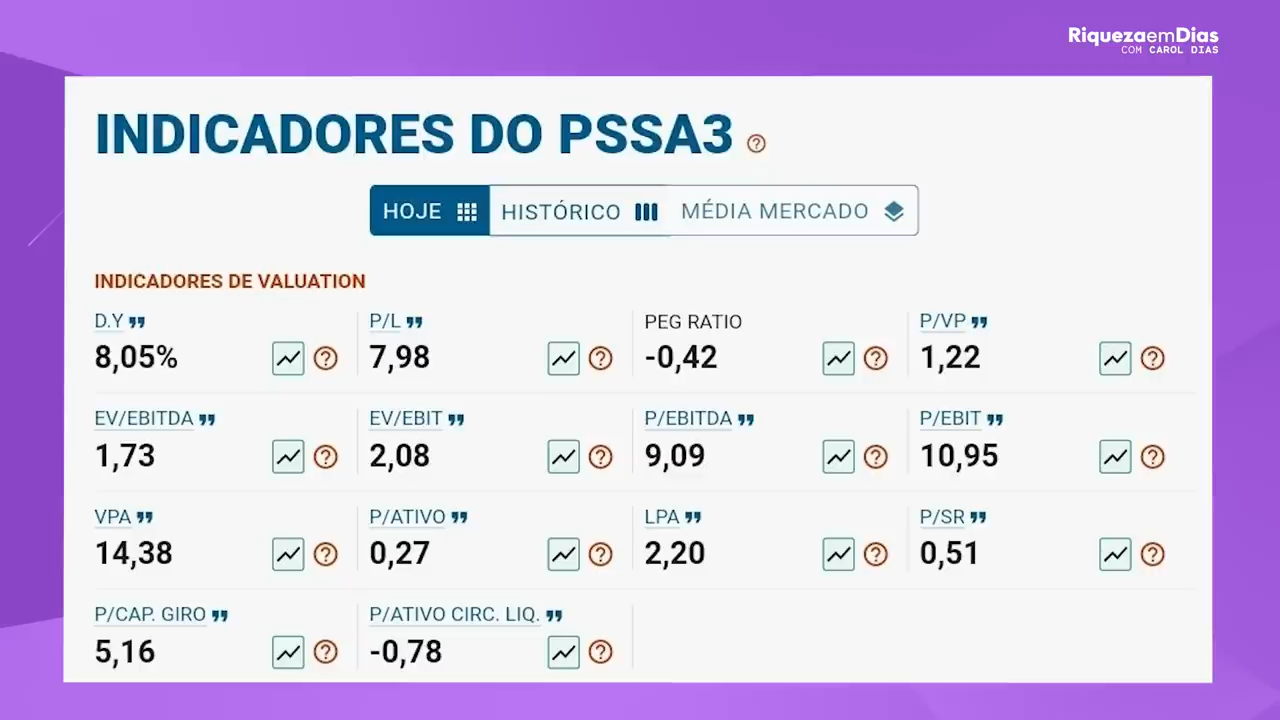 RiquezaemDias
COM CAROL DIAS
INDICADORES DO PSSA3
HOJE HISTÓRICO MÉDIA MERCADO
INDICADORES DE VALUATION
D.Y P/L PEG RATIO P/VP
8,05% 7,98 -0,42 1,22
EV/EBITDA EV/EBIT P/EBITDA P/EBIT
1,73 2,08 9,09 10,95
VPA P/ATIVO LPA P/SR
14,38 0,27 2,20 0,51
P/CAP. GIRO P/ATIVO CIRC. LIQ.
5,16 -0,78